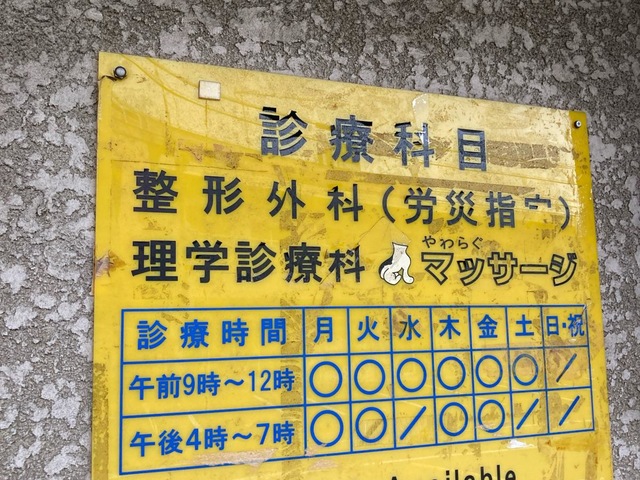 診療科目
整形外科(労災指定)
理学診療科 やわらぐマッサージ
診療時間 月 火 水 木 金 土 日・祝
午前9時～12時 ○ ○ ○ ○ ○ ○ ／
午後4時～7時 ○ ○ ／ ○ ○ ／ ／
Available